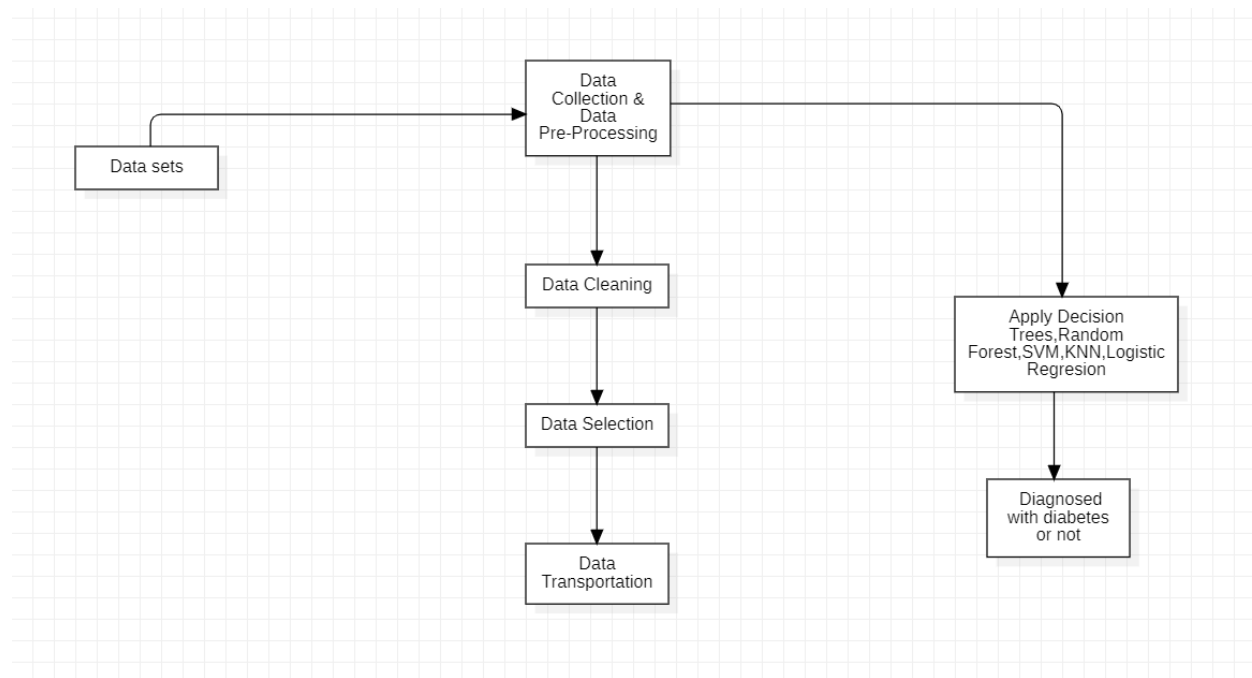 Data
Collection &
Data
Pre-Processing
Data sets
Data Cleaning
Apply Decision
Trees,Random
Forest,SVM,KNN,Logistic
Regresion
Data Selection
Diagnosed
with diabetes
or not
Data
Transportation